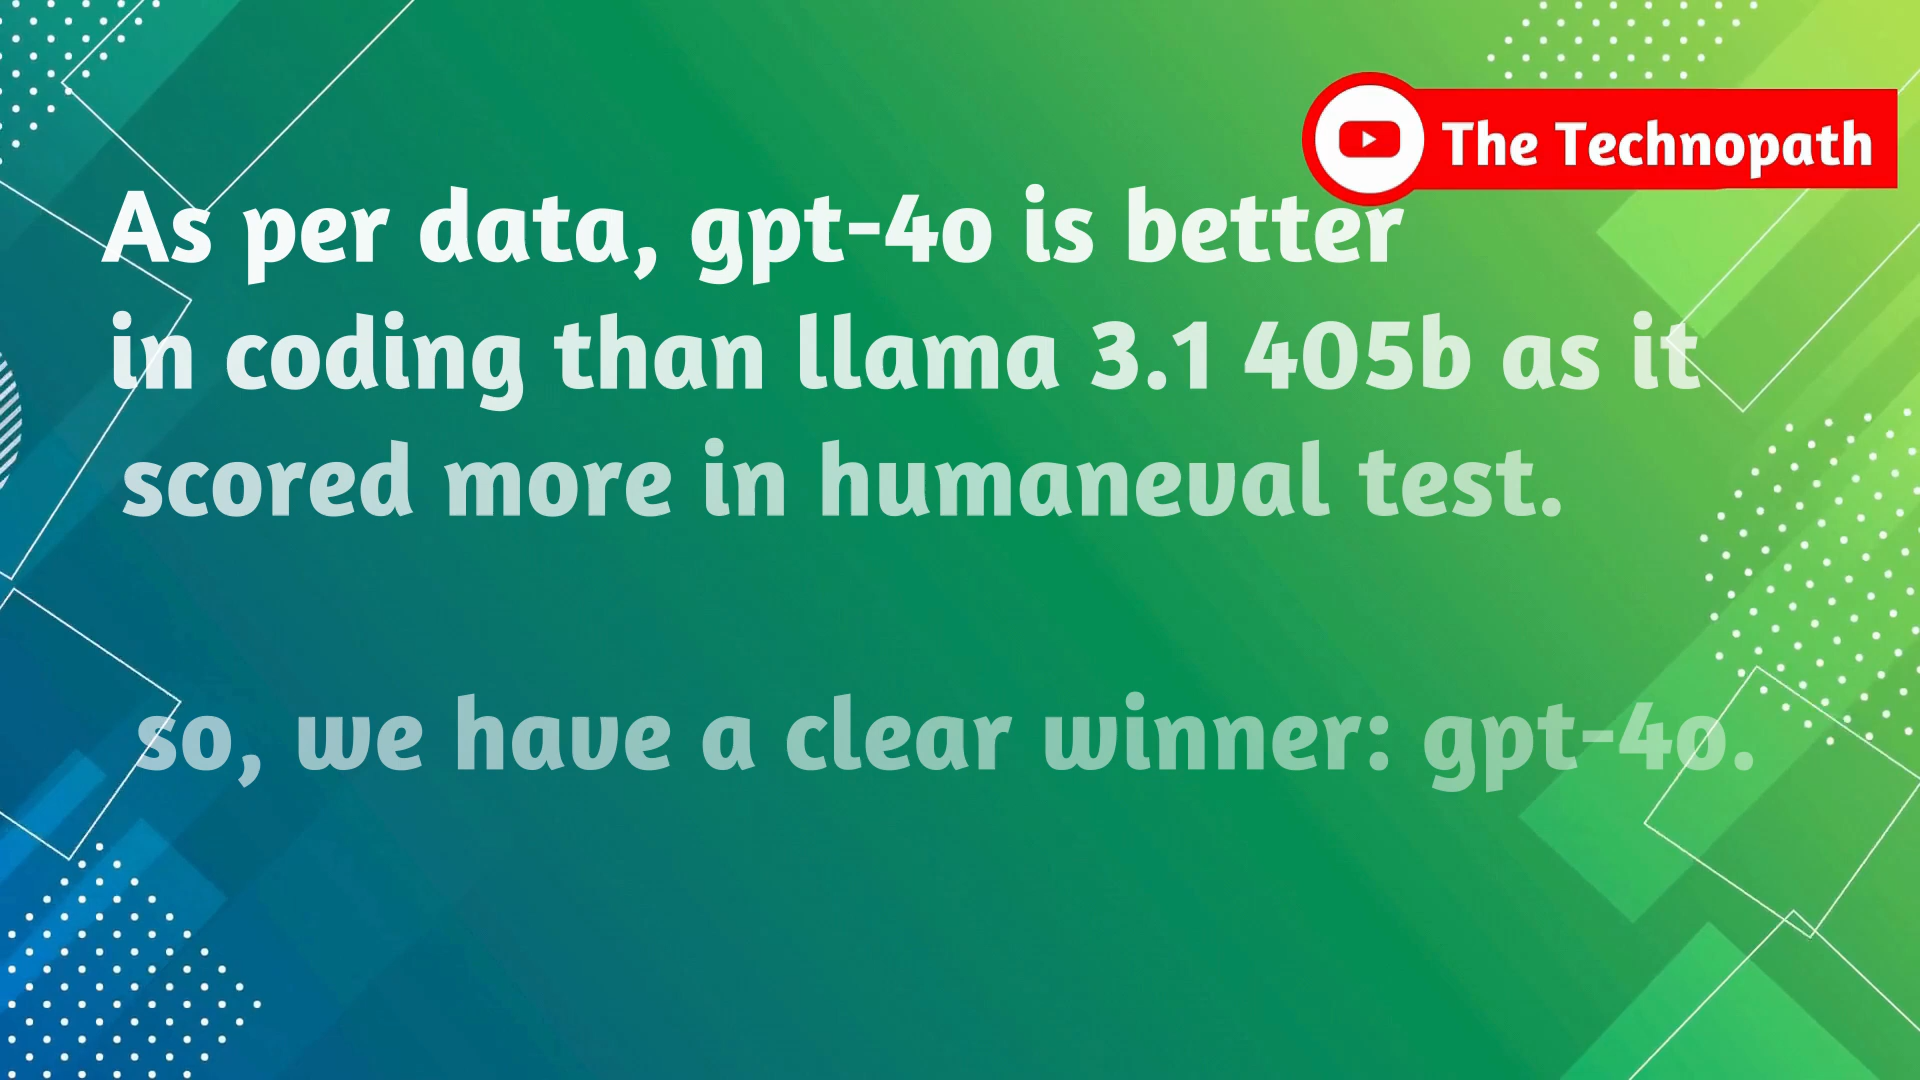 The Technopath
As per data, gpt-4o is better
in coding than llama 3.1 405b as it
scored more in humaneval test.
so, we have a clear winner: gpt-4o.